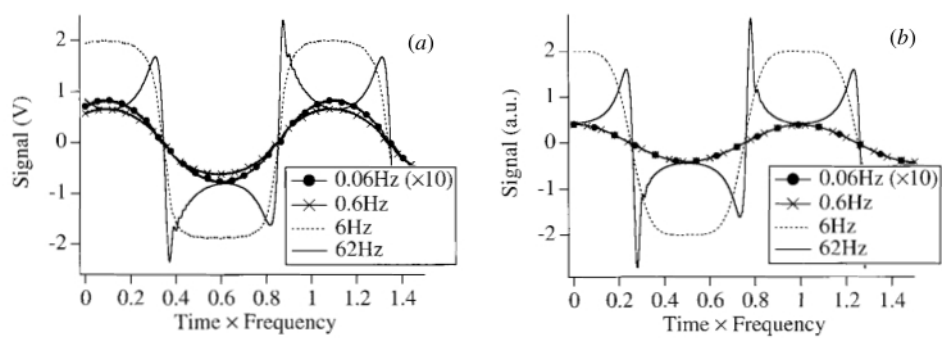 (a)
Signal (V)
2
1
0
-1
-2
0.06Hz (×10)
0.6Hz
6Hz
62Hz
0 0.2 0.4 0.6 0.8 1 1.2 1.4
Time × Frequency
(b)
Signal (a.u.)
2
1
0
-1
-2
0.06Hz (×10)
0.6Hz
6Hz
62Hz
0 0.2 0.4 0.6 0.8 1 1.2 1.4
Time × Frequency